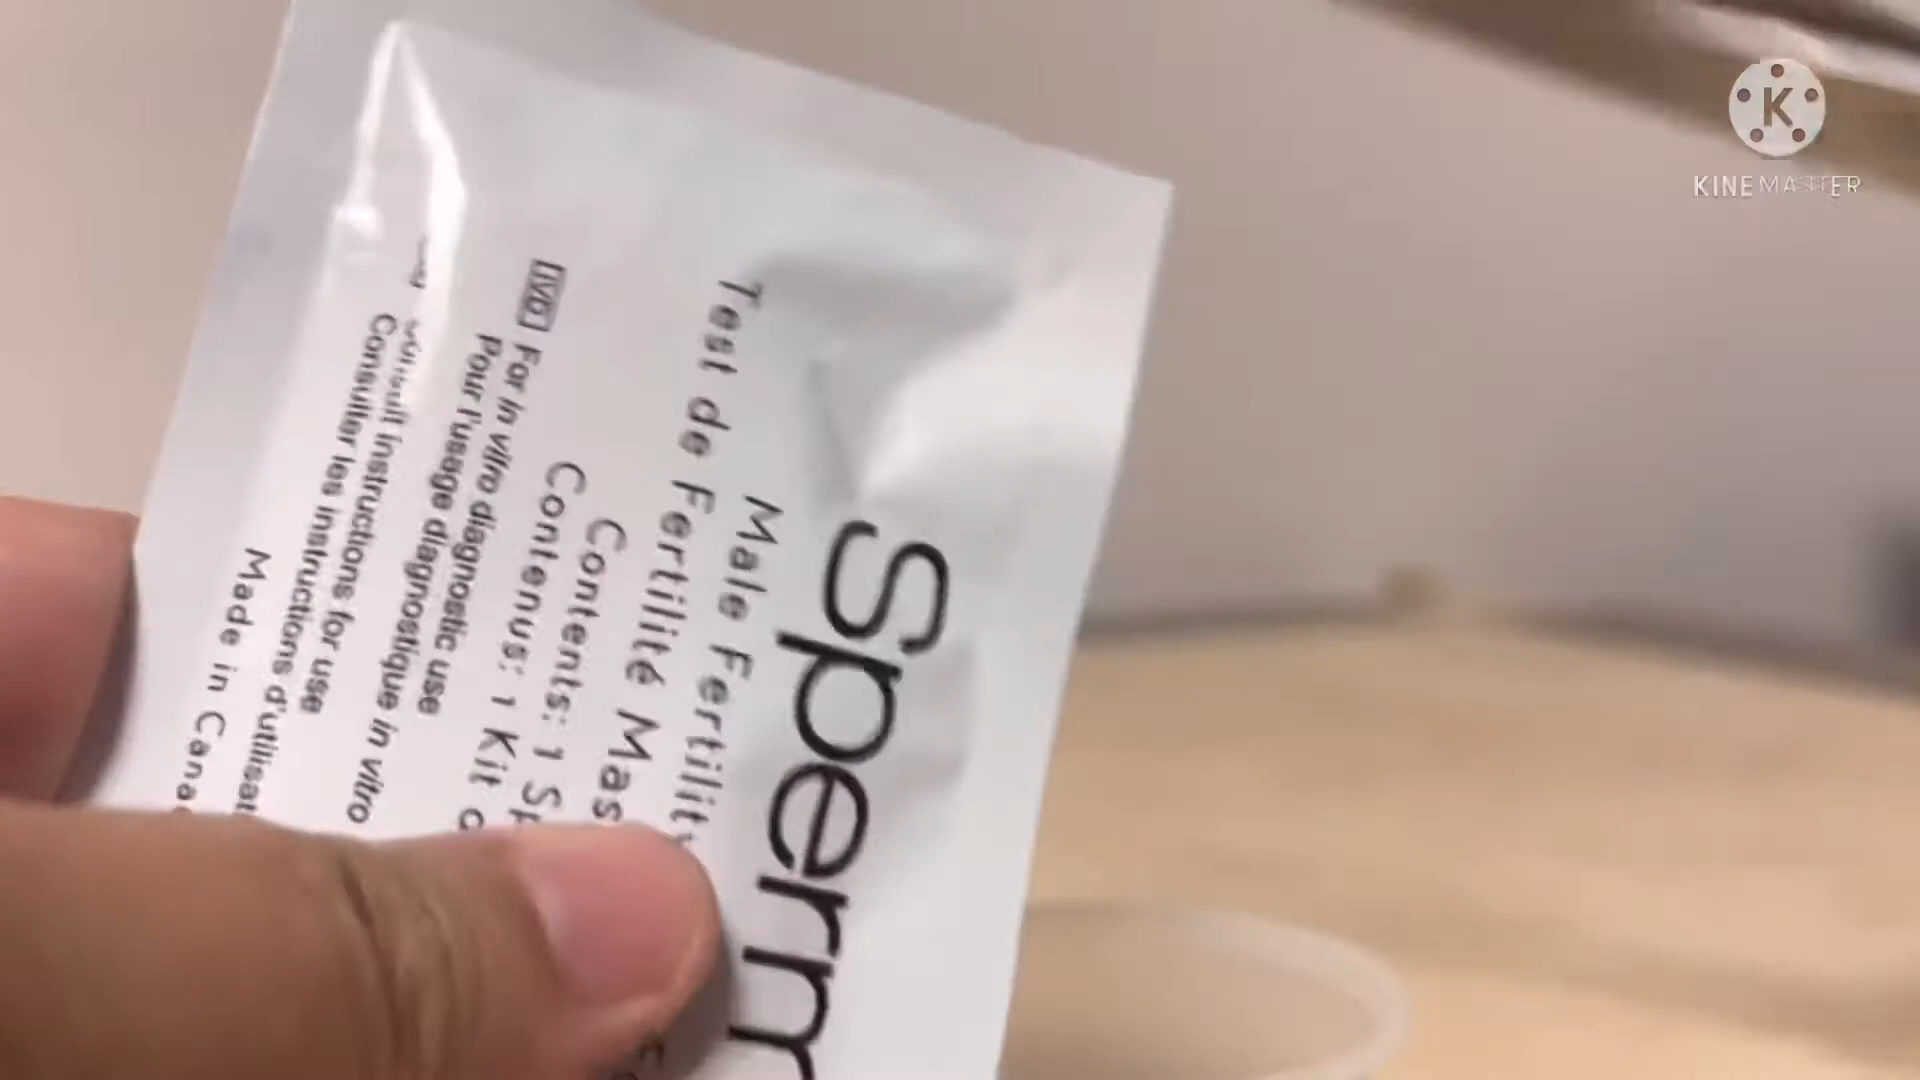 Sperm
Male Fertility
Test de Fertilité Mas
Contents: 1 Sp
Contenus: 1 Kit d
IVD For in vitro diagnostic use
Pour l'usage diagnostique in vitro
instructions for use
Consulter les instructions d'utilisat
Made in Cana
KINEMASTER